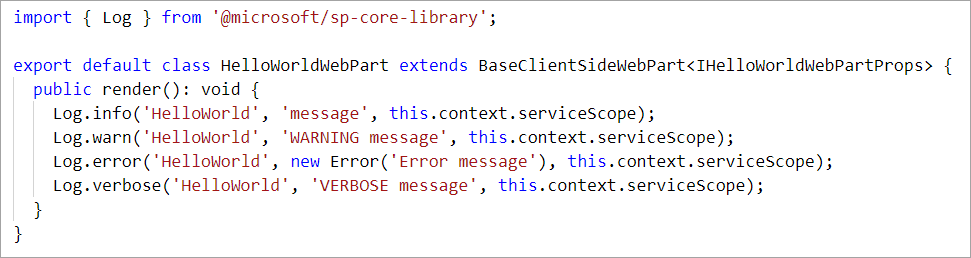 import { Log } from '@microsoft/sp-core-library';
export default class HelloWorldWebPart extends BaseClientSideWebPart<IHelloWorldWebPartProps> {
public render(): void {
Log.info('HelloWorld', 'message', this.context.serviceScope);
Log.warn('HelloWorld', 'WARNING message', this.context.serviceScope);
Log.error('HelloWorld', new Error('Error message'), this.context.serviceScope);
Log.verbose('HelloWorld', 'VERBOSE message', this.context.serviceScope);
}
}